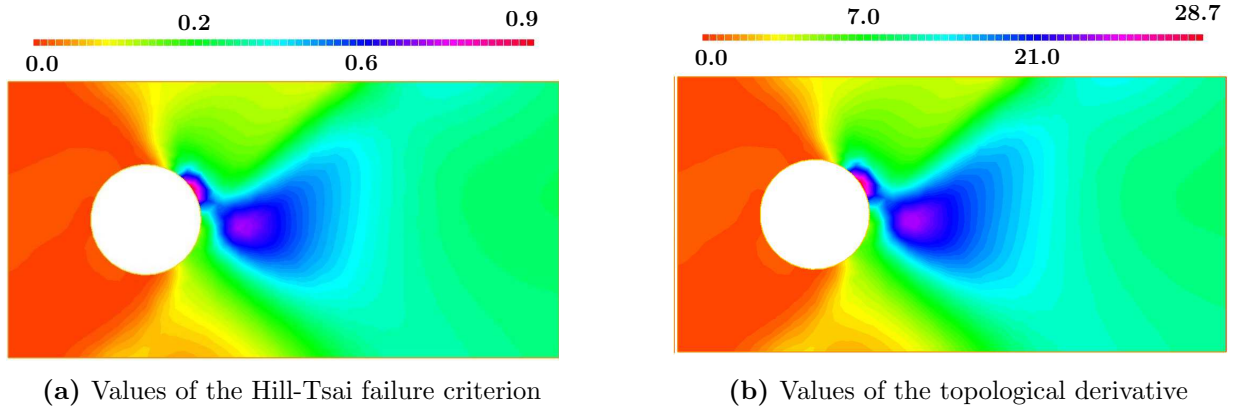 0.2 0.9
0.0 0.6
(a) Values of the Hill-Tsai failure criterion
7.0 28.7
0.0 21.0
(b) Values of the topological derivative